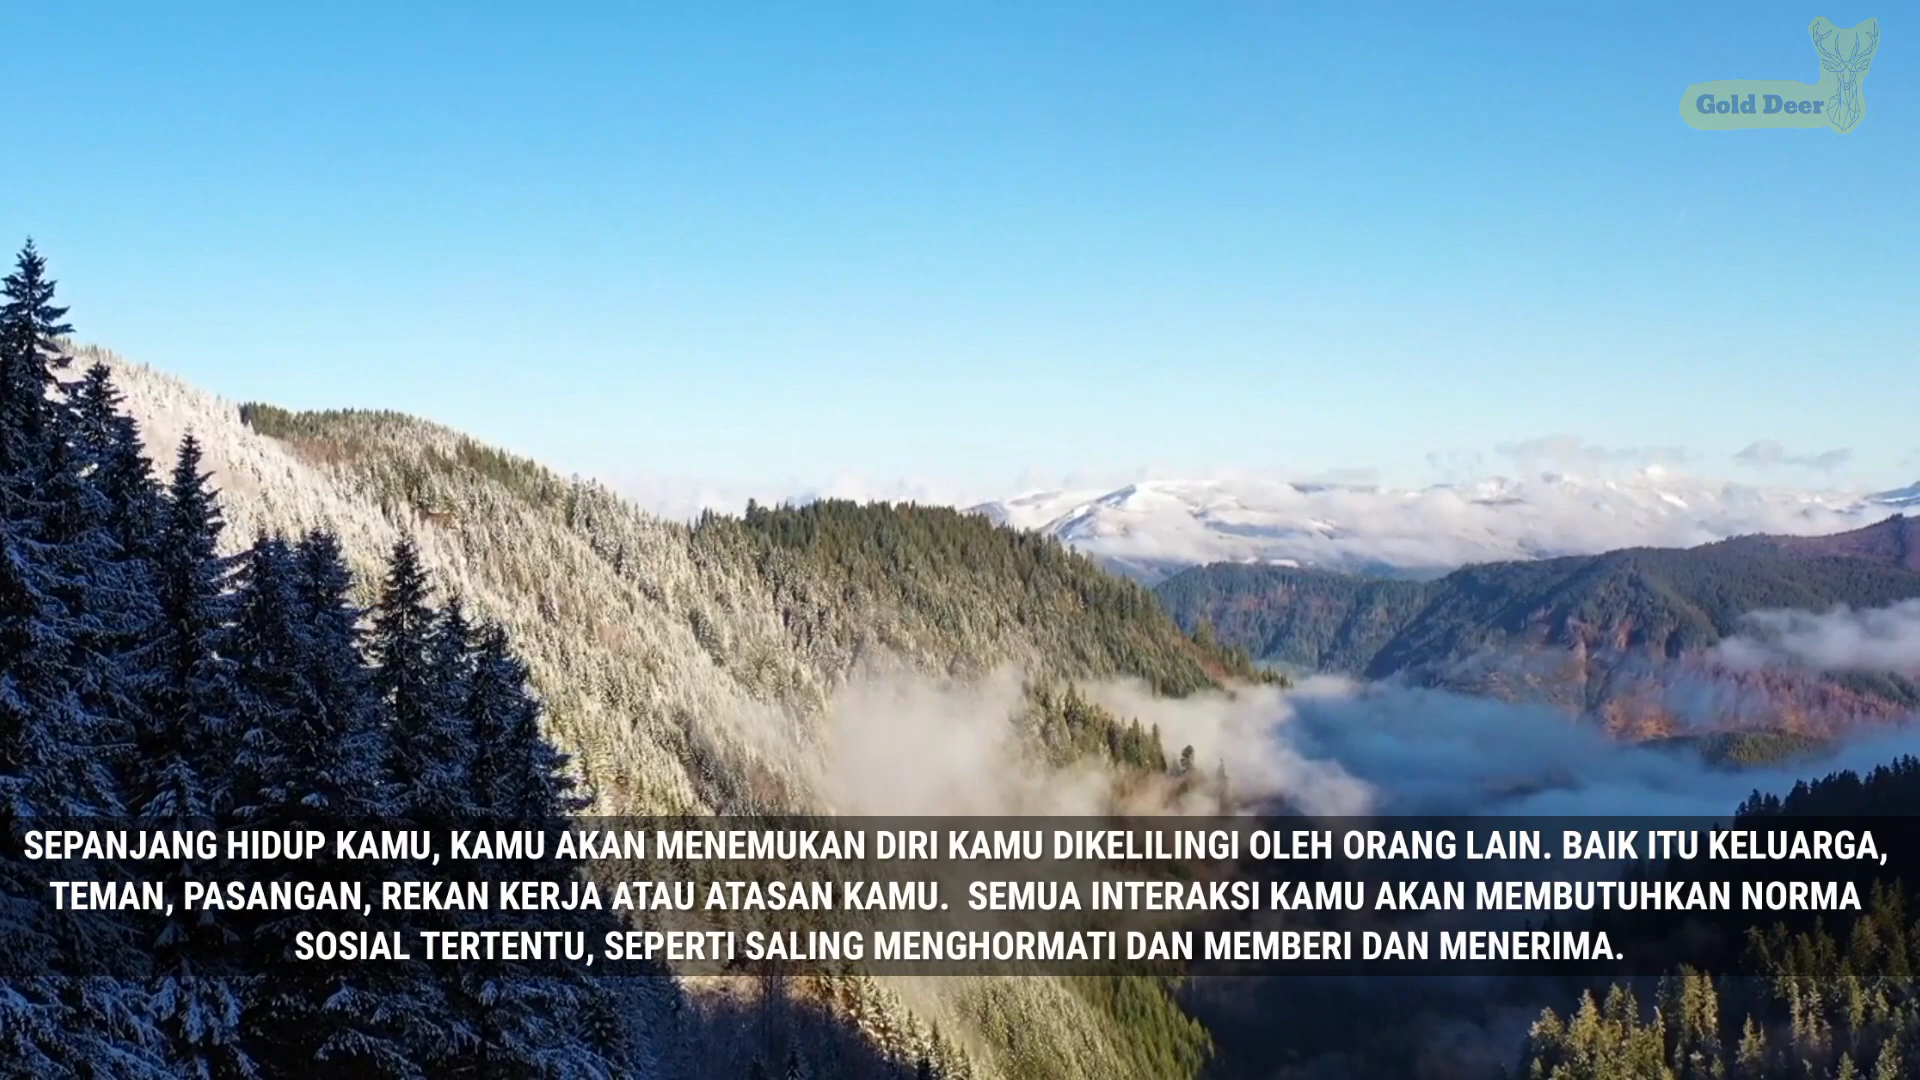 Gold Deer
SEPANJANG HIDUP KAMU, KAMU AKAN MENEMUKAN DIRI KAMU DIKELILINGI OLEH ORANG LAIN. BAIK ITU KELUARGA,
TEMAN, PASANGAN, REKAN KERJA ATAU ATASAN KAMU.  SEMUA INTERAKSI KAMU AKAN MEMBUTUHKAN NORMA
SOSIAL TERTENTU, SEPERTI SALING MENGHORMATI DAN MEMBERI DAN MENERIMA.